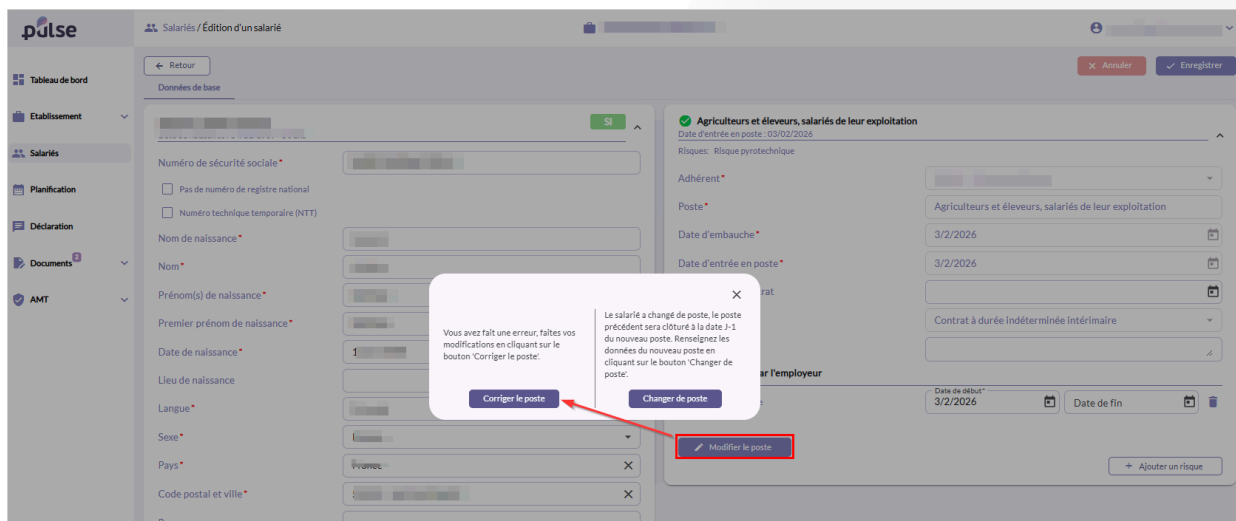 pulse
Salariés / Édition d'un salarié
Tableau de bord
Etablissement
Salariés
Planification
Déclaration
Documents 2
AMT
Retour
Annuler
Enregistrer
Données de base
SI
Numéro de sécurité sociale*
Pas de numéro de registre national
Numéro technique temporaire (NTT)
Nom de naissance*
Nom*
Prénom(s) de naissance*
Premier prénom de naissance*
Date de naissance*
1
Lieu de naissance
Langue*
Sexe*
Pays*
France
Code postal et ville*
Agriculteurs et éleveurs, salariés de leur exploitation
Date d'entrée en poste : 03/02/2026
Risques: Risque pyrotechnique
Adhérent*
Poste*
Agriculteurs et éleveurs, salariés de leur exploitation
Date d'embauche*
3/2/2026
Date d'entrée en poste*
3/2/2026
Contrat à durée indéterminée intérimaire
Date de début*
3/2/2026
Date de fin
Modifier le poste
+ Ajouter un risque
Vous avez fait une erreur, faites vos
modifications en cliquant sur le
bouton 'Corriger le poste'.
Corriger le poste
Le salarié a changé de poste, le poste
précédent sera clôturé à la date J-1
du nouveau poste. Renseignez les
données du nouveau poste en
cliquant sur le bouton 'Changer de
poste'.
Changer de poste